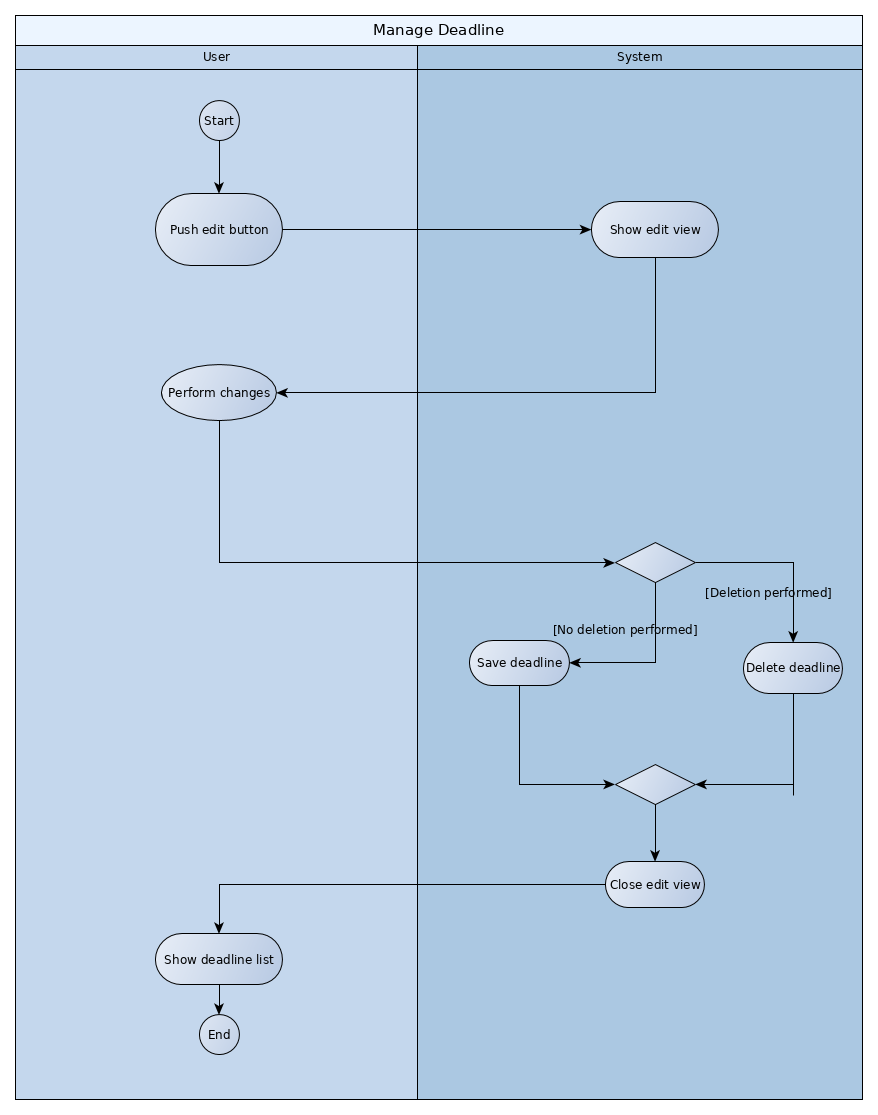 Manage Deadline
User
System
Start
Push edit button
Show edit view
Perform changes
[Deletion performed]
[No deletion performed]
Save deadline
Delete deadline
Close edit view
Show deadline list
End